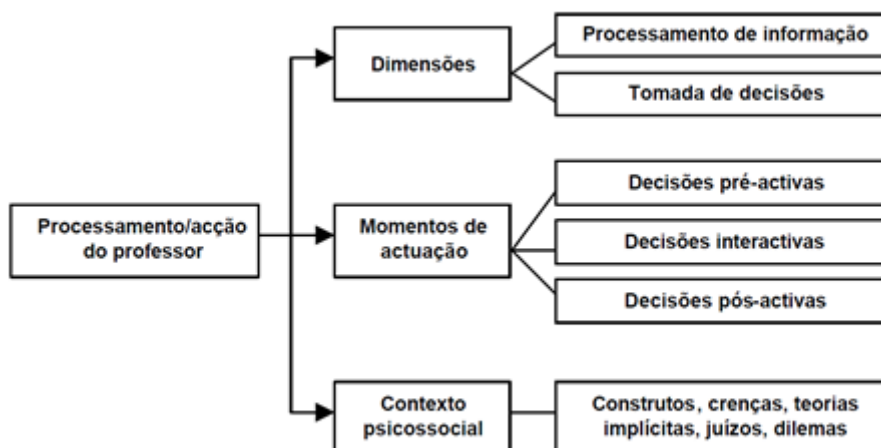 Processamento/acção
do professor
Dimensões
Processamento de informação
Tomada de decisões
Momentos de
actuação
Decisões pré-activas
Decisões interactivas
Decisões pós-activas
Contexto
psicossocial
Construtos, crenças, teorias
implícitas, juízos, dilemas